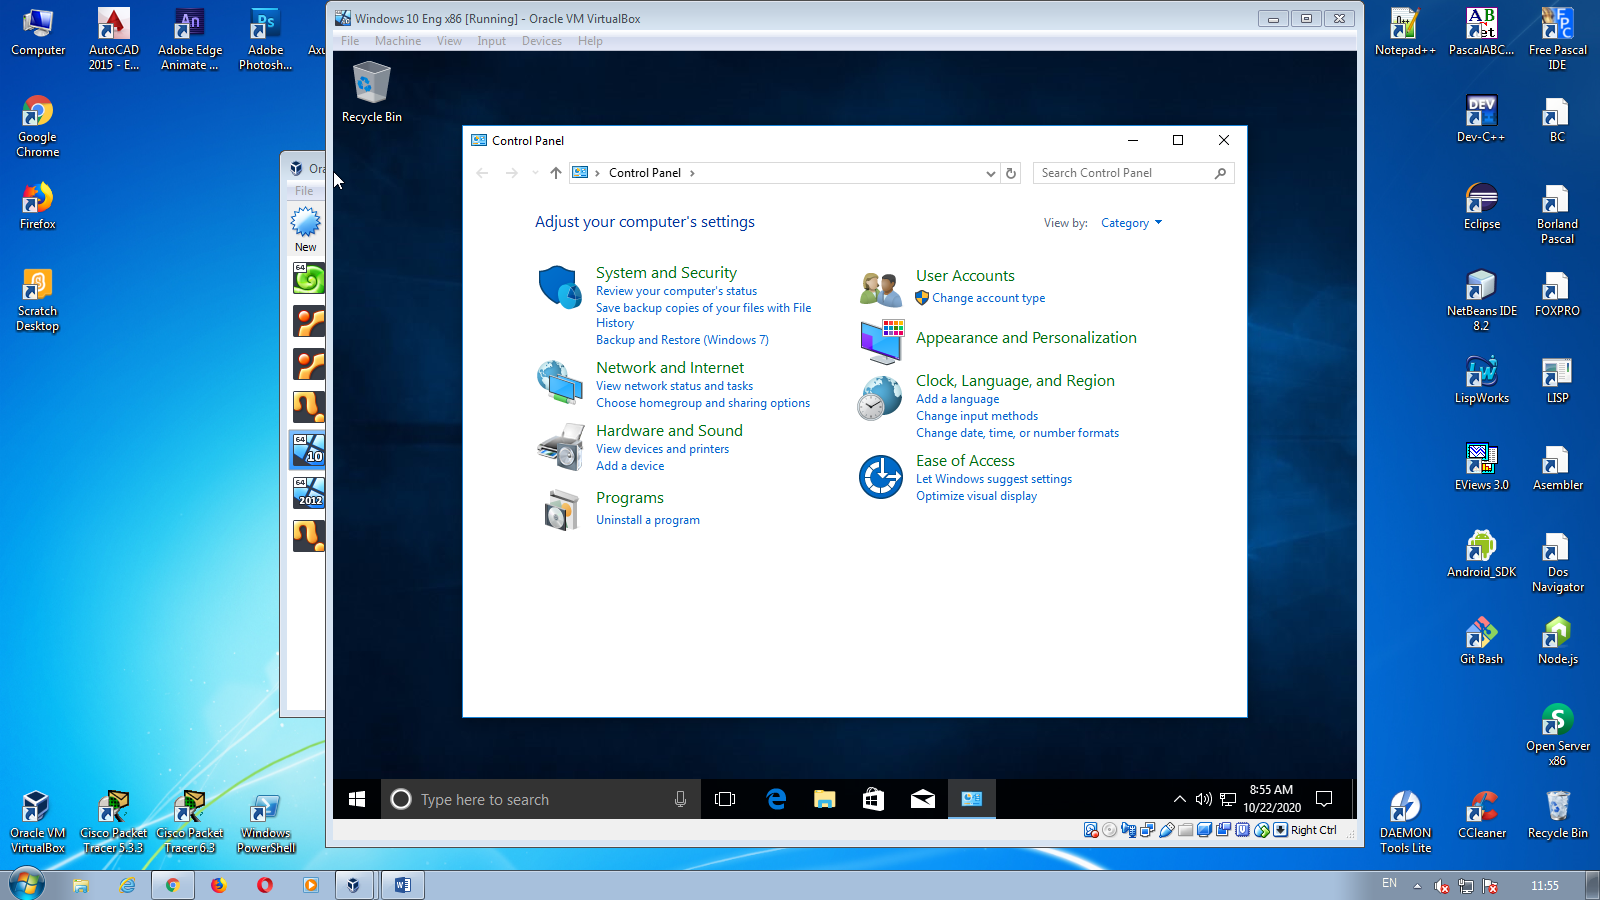 Computer
AutoCAD
2015 - E...
Adobe Edge
Animate ...
Adobe
Photosh...
Google
Chrome
Firefox
Scratch
Desktop
File
New
64
64
10
64
2012
Windows 10 Eng x86 [Running] - Oracle VM VirtualBox
File Machine View Input Devices Help
Recycle Bin
Control Panel
Control Panel
Search Control Panel
Adjust your computer's settings
View by: Category
System and Security
Review your computer's status
Save backup copies of your files with File
History
Backup and Restore (Windows 7)
Network and Internet
View network status and tasks
Choose homegroup and sharing options
Hardware and Sound
View devices and printers
Add a device
Programs
Uninstall a program
User Accounts
Change account type
Appearance and Personalization
Clock, Language, and Region
Add a language
Change input methods
Change date, time, or number formats
Ease of Access
Let Windows suggest settings
Optimize visual display
Type here to search
8:55 AM
10/22/2020
Right Ctrl
Notepad++
PascalABC...
Free Pascal
IDE
Dev-C++
BC
Eclipse
Borland
Pascal
NetBeans IDE
8.2
FOXPRO
LispWorks
LISP
EViews 3.0
Asembler
Android_SDK
Dos
Navigator
Git Bash
Node.js
Open Server
x86
Oracle VM
VirtualBox
Cisco Packet
Tracer 5.3.3
Cisco Packet
Tracer 6.3
Windows
PowerShell
DAEMON
Tools Lite
CCleaner
Recycle Bin
EN
11:55